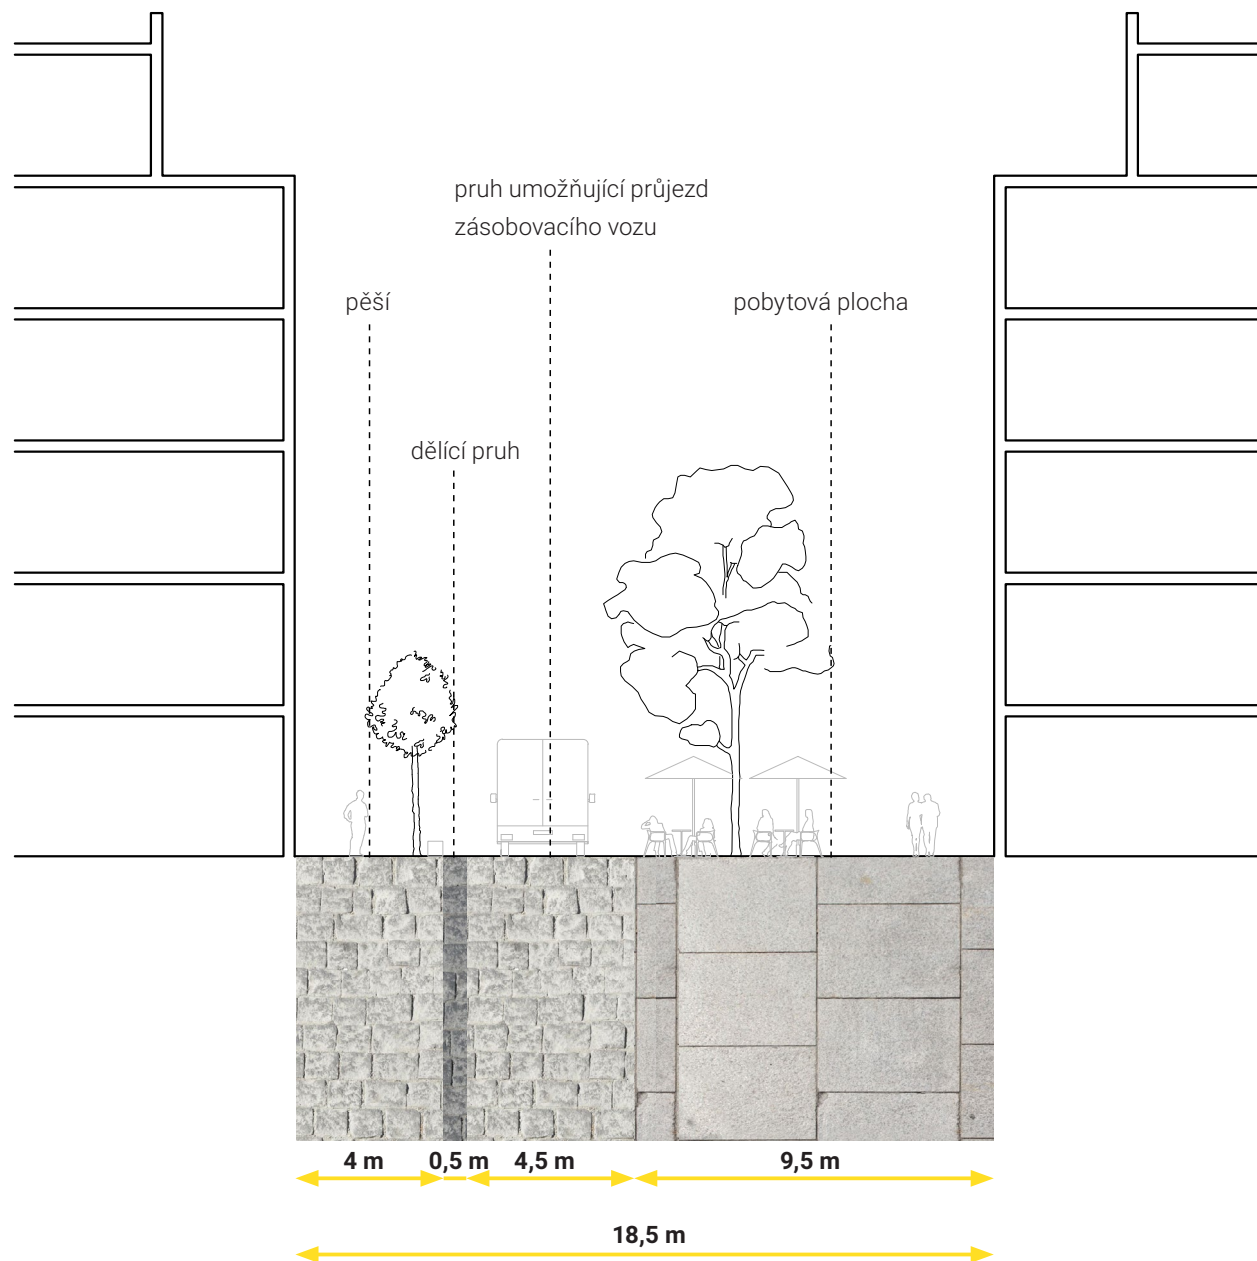 pruh umožňující průjezd
zásobovacího vozu
pěší
pobytová plocha
dělící pruh
4 m
0,5 m
4,5 m
9,5 m
18,5 m